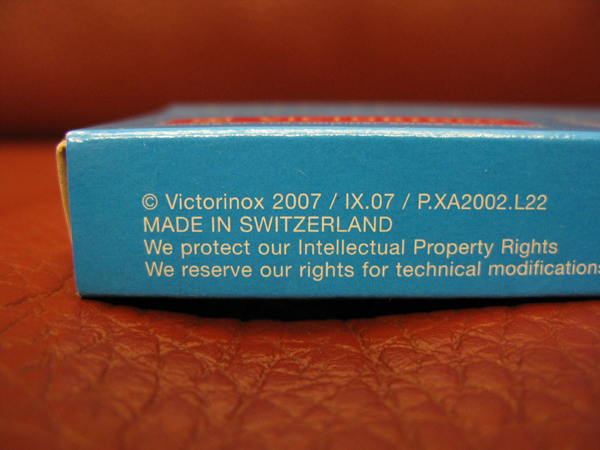 © Victorinox 2007 / IX.07 / P.XA2002.L22
MADE IN SWITZERLAND
We protect our Intellectual Property Rights
We reserve our rights for technical modifications